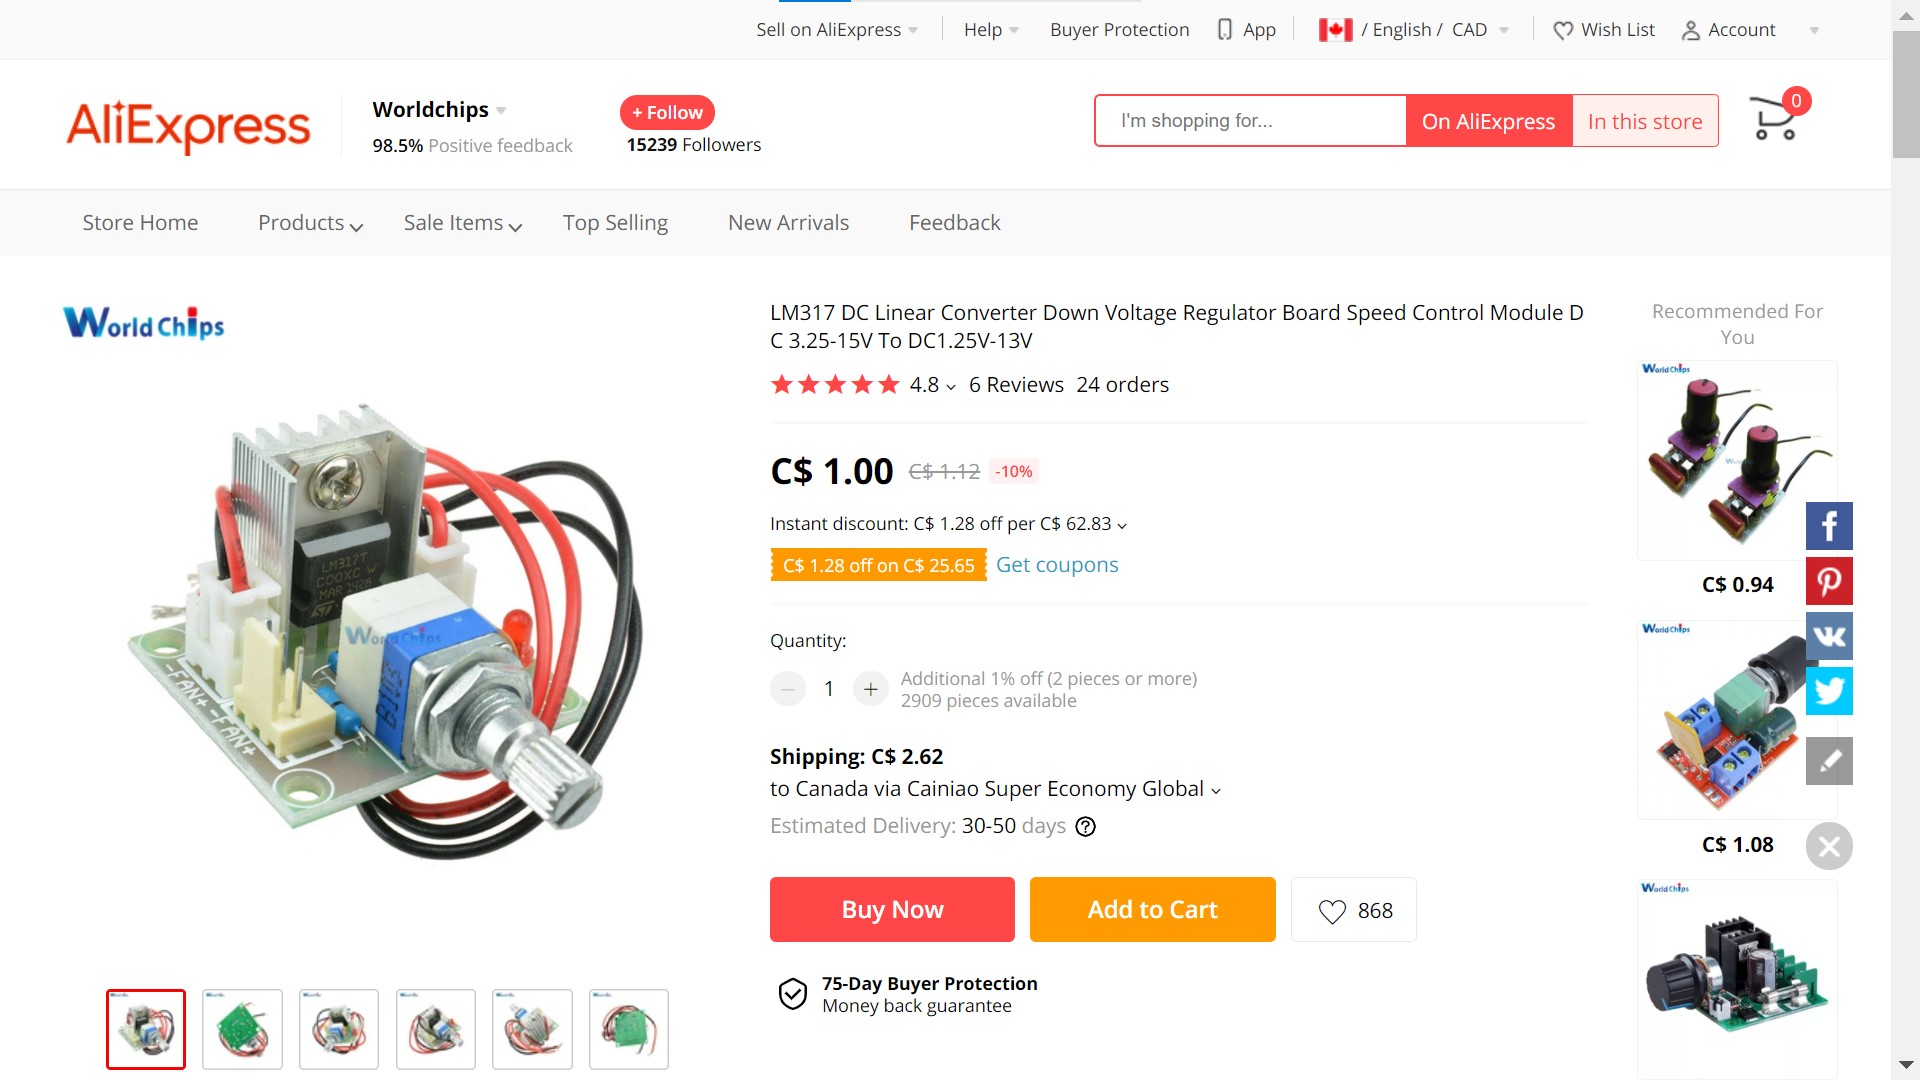 Sell on AliExpress
Help
Buyer Protection
App
/ English / CAD
Wish List
Account
AliExpress
Worldchips
98.5% Positive feedback
+ Follow
15239 Followers
I'm shopping for...
On AliExpress
In this store
0
Store Home
Products
Sale Items
Top Selling
New Arrivals
Feedback
World Chips
LM317T
CD0XC W
MAR 1428
ST
World Chips
-FAN+
-FAN+
LM317 DC Linear Converter Down Voltage Regulator Board Speed Control Module D
C 3.25-15V To DC1.25V-13V
4.8
6 Reviews
24 orders
C$ 1.00
C$ 1.12
-10%
Instant discount: C$ 1.28 off per C$ 62.83
C$ 1.28 off on C$ 25.65
Get coupons
Quantity:
1
+
Additional 1% off (2 pieces or more)
2909 pieces available
Shipping: C$ 2.62
to Canada via Cainiao Super Economy Global
Estimated Delivery: 30-50 days
Buy Now
Add to Cart
868
75-Day Buyer Protection
Money back guarantee
Recommended For
You
World Chips
C$ 0.94
World Chips
C$ 1.08
World Chips